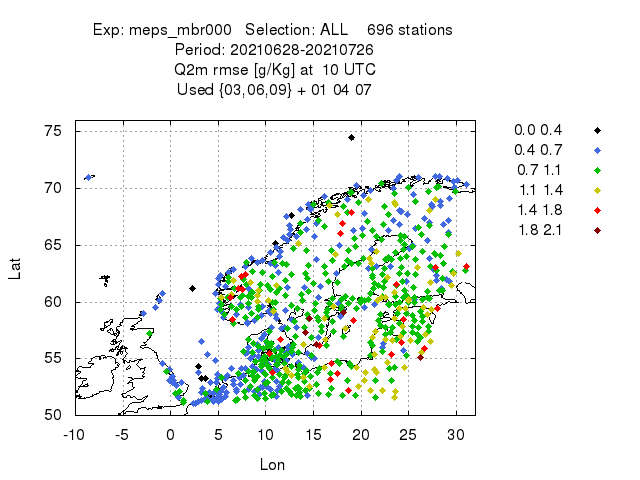 Exp: meps_mbr000   Selection: ALL    696 stations
Period: 20210628-20210726
Q2m rmse [g/Kg] at  10 UTC
Used {03,06,09} + 01 04 07
0.0 0.4
0.4 0.7
0.7 1.1
1.1 1.4
1.4 1.8
1.8 2.1
75
70
65
60
55
50
Lat
-10 -5 0 5 10 15 20 25 30
Lon